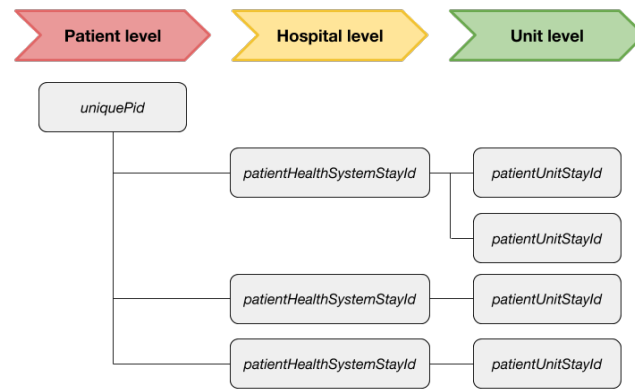 Patient level
Hospital level
Unit level
uniquePid
patientHealthSystemStayId
patientUnitStayId
patientUnitStayId
patientHealthSystemStayId
patientUnitStayId
patientHealthSystemStayId
patientUnitStayId